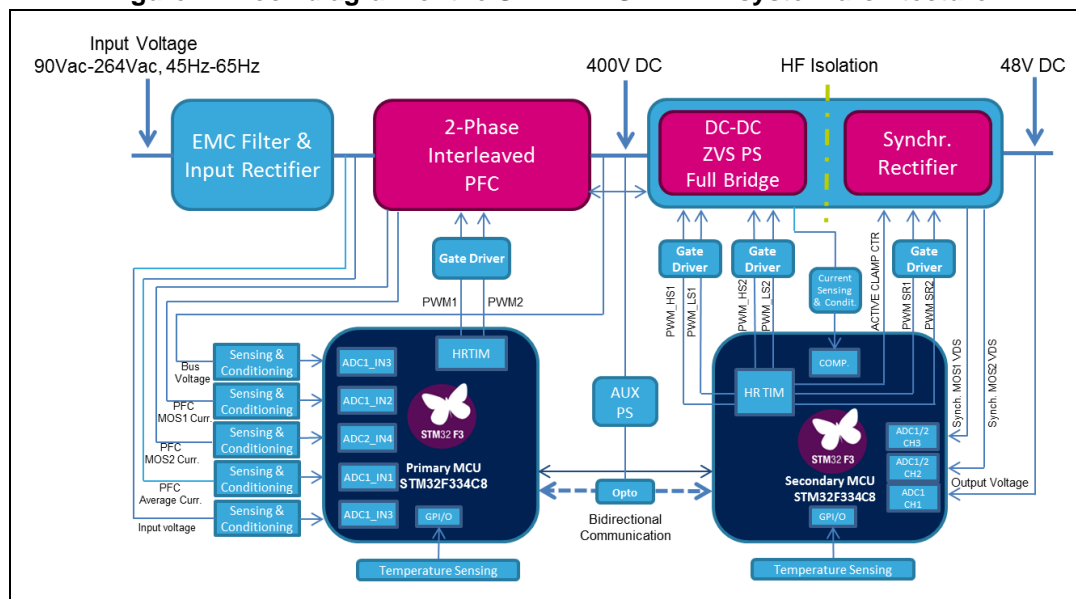 Input Voltage
90Vac-264Vac, 45Hz-65Hz
400V DC
HF Isolation
48V DC
EMC Filter &
Input Rectifier
2-Phase
Interleaved
PFC
DC-DC
ZVS PS
Full Bridge
Synchr.
Rectifier
Gate Driver
Gate
Driver
Gate
Driver
Gate
Driver
Current
Sensing
& Condit.
ACTIVE CLAMP CTR
PWM1
PWM2
PWM_HS1
PWM_LS1
PWM_HS2
PWM_LS2
PWM SR1
PWM SR2
Synch. MOS1 VDS
Synch. MOS2 VDS
HRTIM
COMP.
HR TIM
AUX
PS
Bus
Voltage
Sensing &
Conditioning
ADC1_IN3
PFC
MOS1 Curr.
Sensing &
Conditioning
ADC1_IN2
PFC
MOS2 Curr.
Sensing &
Conditioning
ADC2_IN4
PFC
Average Curr.
Sensing &
Conditioning
ADC1_IN1
Input voltage
Sensing &
Conditioning
ADC1_IN3
STM32 F3
Primary MCU
STM32F334C8
GPI/O
Temperature Sensing
Opto
Bidirectional
Communication
STM32 F3
Secondary MCU
STM32F334C8
GPI/O
Temperature Sensing
ADC1/2
CH3
ADC1/2
CH2
ADC1
CH1
Output Voltage